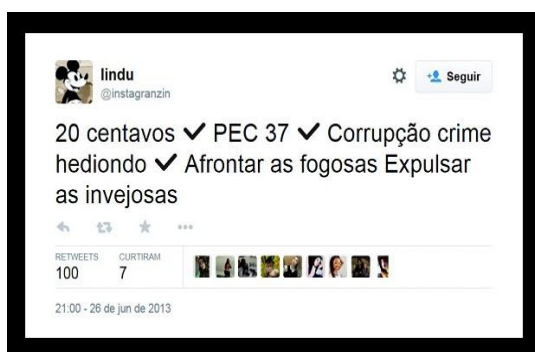 lindu
@instagranzin
Seguir
20 centavos ✔ PEC 37 ✔ Corrupção crime
hediondo ✔ Afrontar as fogosas Expulsar
as invejosas
RETWEETS CURTIRAM
100 7
21:00 - 26 de jun de 2013